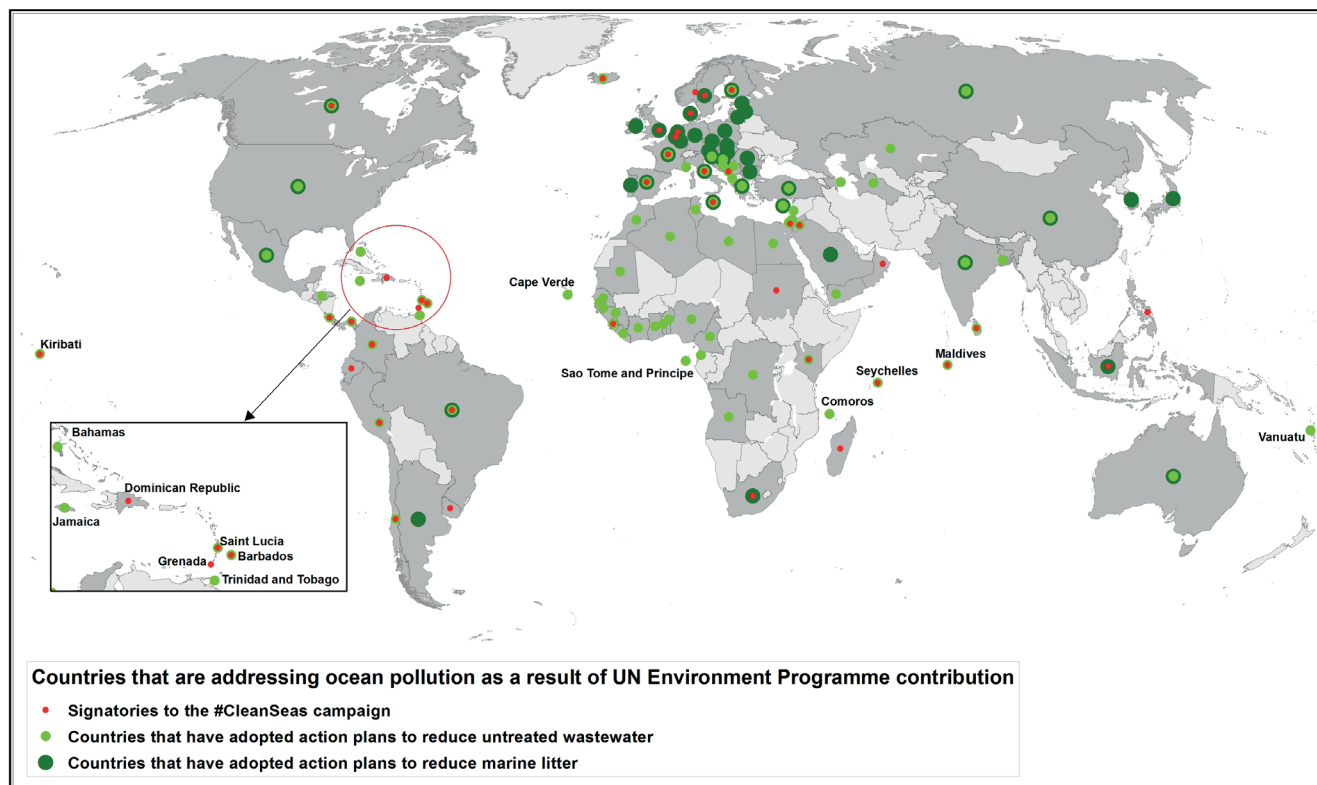 Cape Verde
Kiribati
Sao Tome and Principe
Maldives
Seychelles
Comoros
Vanuatu
Bahamas
Dominican Republic
Jamaica
Saint Lucia
Barbados
Grenada
Trinidad and Tobago
Countries that are addressing ocean pollution as a result of UN Environment Programme contribution
Signatories to the #CleanSeas campaign
Countries that have adopted action plans to reduce untreated wastewater
Countries that have adopted action plans to reduce marine litter